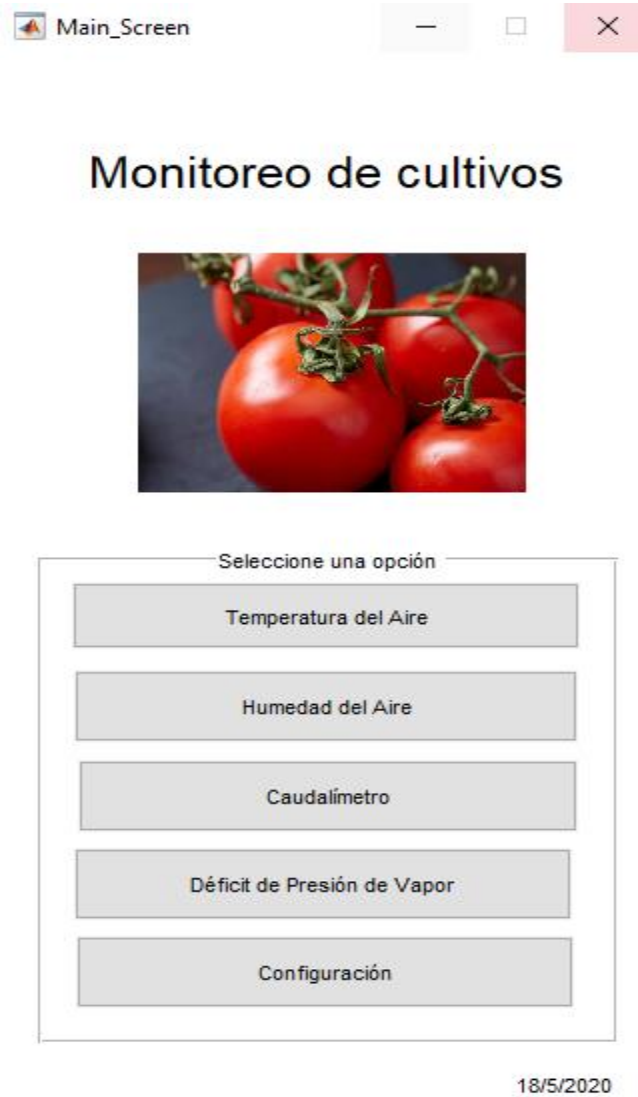 Main_Screen
Monitoreo de cultivos
Seleccione una opción
Temperatura del Aire
Humedad del Aire
Caudalímetro
Déficit de Presión de Vapor
Configuración
18/5/2020